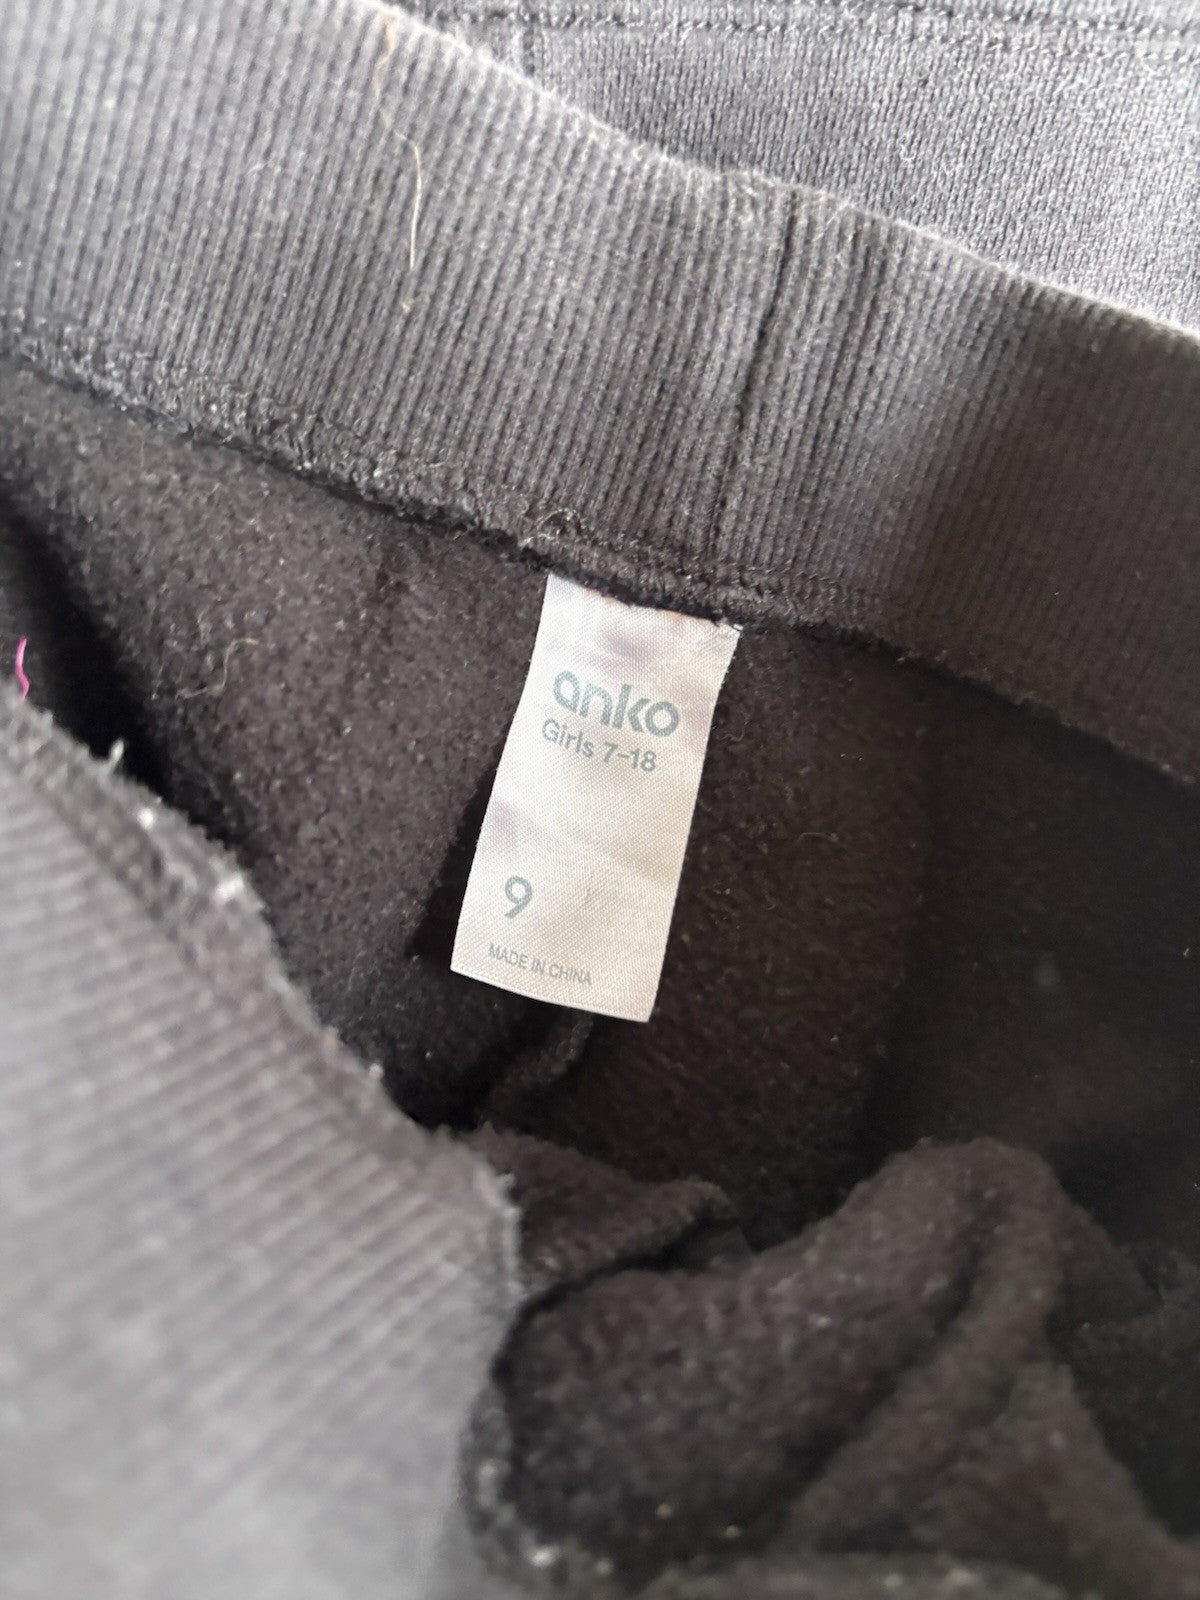 anko
Girls 7-18
9
MADE IN CHINA